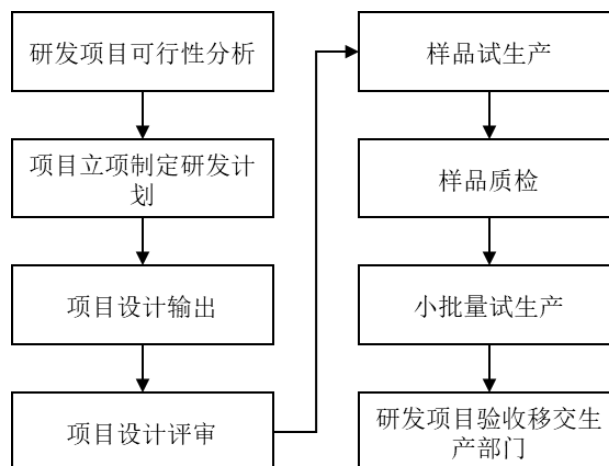 研发项目可行性分析
项目立项制定研发计
划
项目设计输出
项目设计评审
样品试生产
样品质检
小批量试生产
研发项目验收移交生
产部门